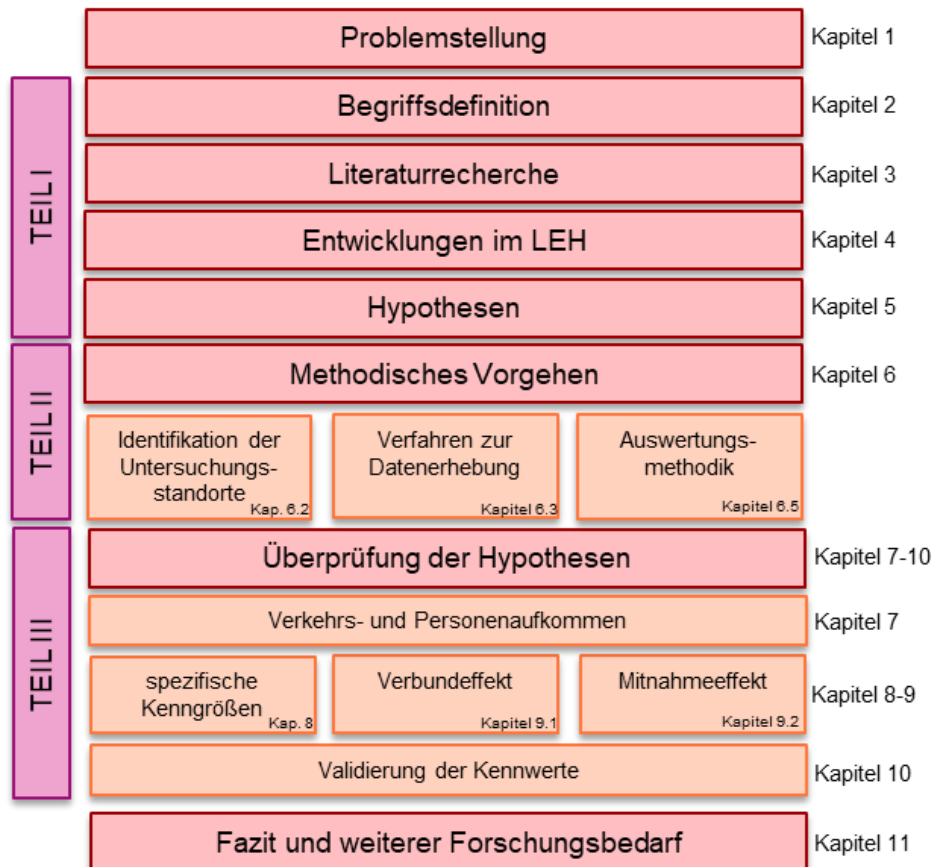 Problemstellung
Kapitel 1
TEIL I
Begriffsdefinition
Kapitel 2
Literaturrecherche
Kapitel 3
Entwicklungen im LEH
Kapitel 4
Hypothesen
Kapitel 5
TEIL II
Methodisches Vorgehen
Kapitel 6
Identifikation der
Untersuchungs-
standorte
Kap. 6.2
Verfahren zur
Datenerhebung
Kapitel 6.3
Auswertungs-
methodik
Kapitel 6.5
TEIL III
Überprüfung der Hypothesen
Kapitel 7-10
Verkehrs- und Personenaufkommen
Kapitel 7
spezifische
Kenngrößen
Kap. 8
Verbundeffekt
Kapitel 9.1
Mitnahmeeffekt
Kapitel 9.2
Kapitel 8-9
Validierung der Kennwerte
Kapitel 10
Fazit und weiterer Forschungsbedarf
Kapitel 11